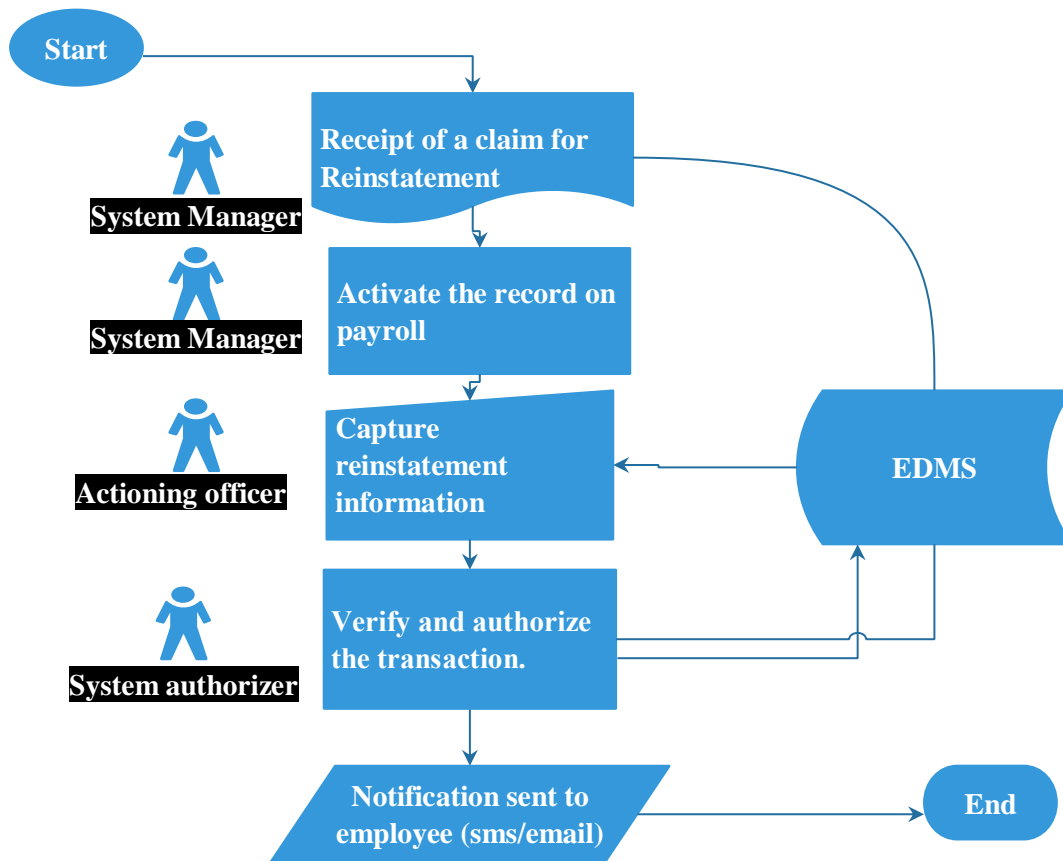 Start
Receipt of a claim for
Reinstatement
System Manager
Activate the record on
payroll
System Manager
Capture
reinstatement
information
Actioning officer
EDMS
Verify and authorize
the transaction.
System authorizer
Notification sent to
employee (sms/email)
End